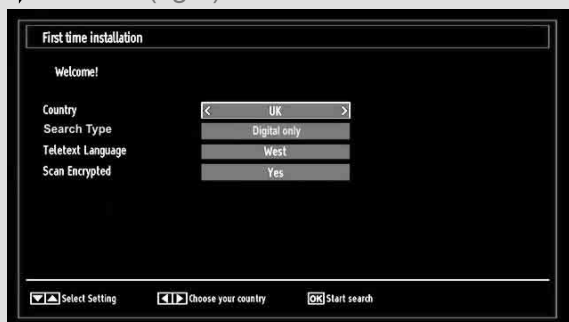 First time installation
Welcome!
Country < UK >
Search Type Digital only
Teletext Language West
Scan Encrypted Yes
Select Setting Choose your country OK Start search